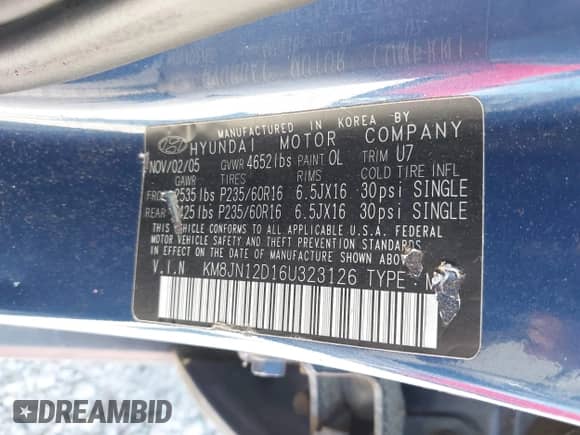 MANUFACTURED IN KOREA BY
HYUNDAI MOTOR COMPANY
NOV/02/05 GVWR 4652lbs PAINT OL TRIM U7
GAWR TIRES RIMS COLD TIRE INFL
2535lbs P235/60R16 6.5JX16 30psi SINGLE
REAR 425lbs P235/60R16 6.5JX16 30psi SINGLE
THIS VEHICLE CONFORMS TO ALL APPLICABLE U.S.A. FEDERAL
MOTOR VEHICLE SAFETY AND THEFT PREVENTION STANDARDS
IN EFFECT ON THE DATE OF MANUFACTURE SHOWN ABOVE
V.I.N KM8JN12D16U323126 TYPE : M
DREAMBID